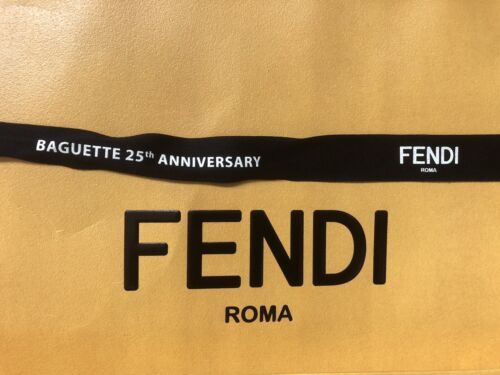 BAGUETTE 25th ANNIVERSARY
FENDI
ROMA
FENDI
ROMA